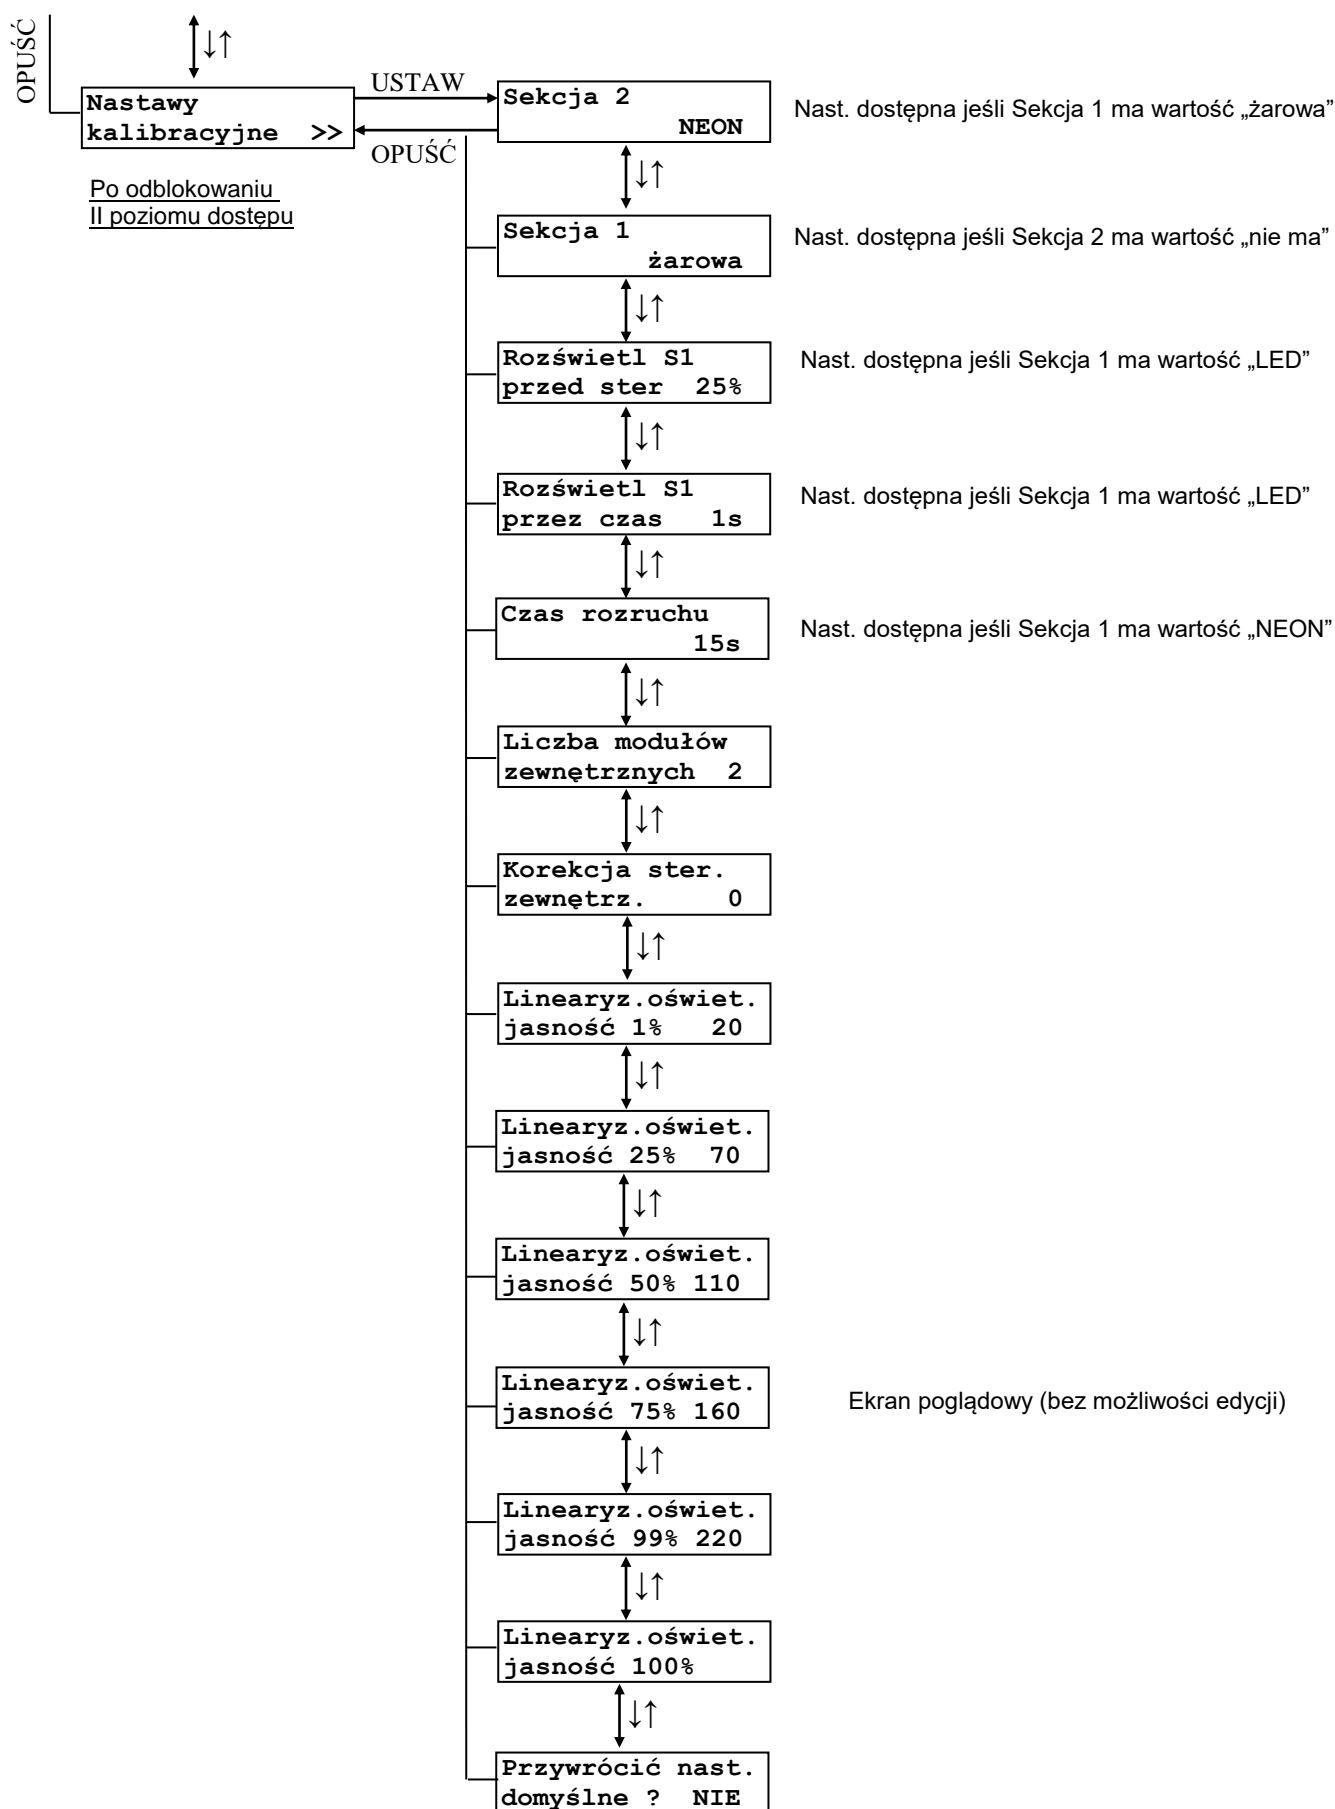 OPUŚĆ
↓↑
Nastawy
kalibracyjne >>
USTAW
OPUŚĆ
Po odblokowaniu
II poziomu dostępu
Sekcja 2
NEON
Nast. dostępna jeśli Sekcja 1 ma wartość „żarowa”
↓↑
Sekcja 1
żarowa
Nast. dostępna jeśli Sekcja 2 ma wartość „nie ma”
↓↑
Rozświetl S1
przed ster 25%
Nast. dostępna jeśli Sekcja 1 ma wartość „LED”
↓↑
Rozświetl S1
przez czas 1s
Nast. dostępna jeśli Sekcja 1 ma wartość „LED”
↓↑
Czas rozruchu
15s
Nast. dostępna jeśli Sekcja 1 ma wartość „NEON”
↓↑
Liczba modułów
zewnętrznych 2
↓↑
Korekcja ster.
zewnętrz. 0
↓↑
Linearyz.oświet.
jasność 1% 20
↓↑
Linearyz.oświet.
jasność 25% 70
↓↑
Linearyz.oświet.
jasność 50% 110
↓↑
Linearyz.oświet.
jasność 75% 160
Ekran poglądowy (bez możliwości edycji)
↓↑
Linearyz.oświet.
jasność 99% 220
↓↑
Linearyz.oświet.
jasność 100%
↓↑
Przywrócić nast.
domyślne ? NIE